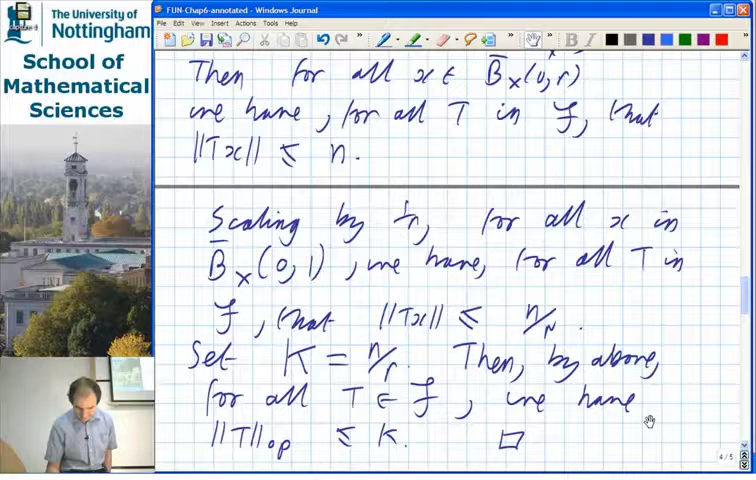 The University of
Nottingham
School of
Mathematical
Sciences
FUN-Chap6-annotated - Windows Journal
File Edit View Insert Actions Tools Help
B I
Then for all x ∈ B̄_X(0, r)
we have, for all T in F, that
||Tx|| ≤ n.
Scaling by 1/r, for all x in
B̄_X(0, 1), we have, for all T in
F, that ||Tx|| ≤ n/r.
Set K = n/r. Then, by above,
for all T ∈ F, we have
||T||_op ≤ K. □
4 / 5